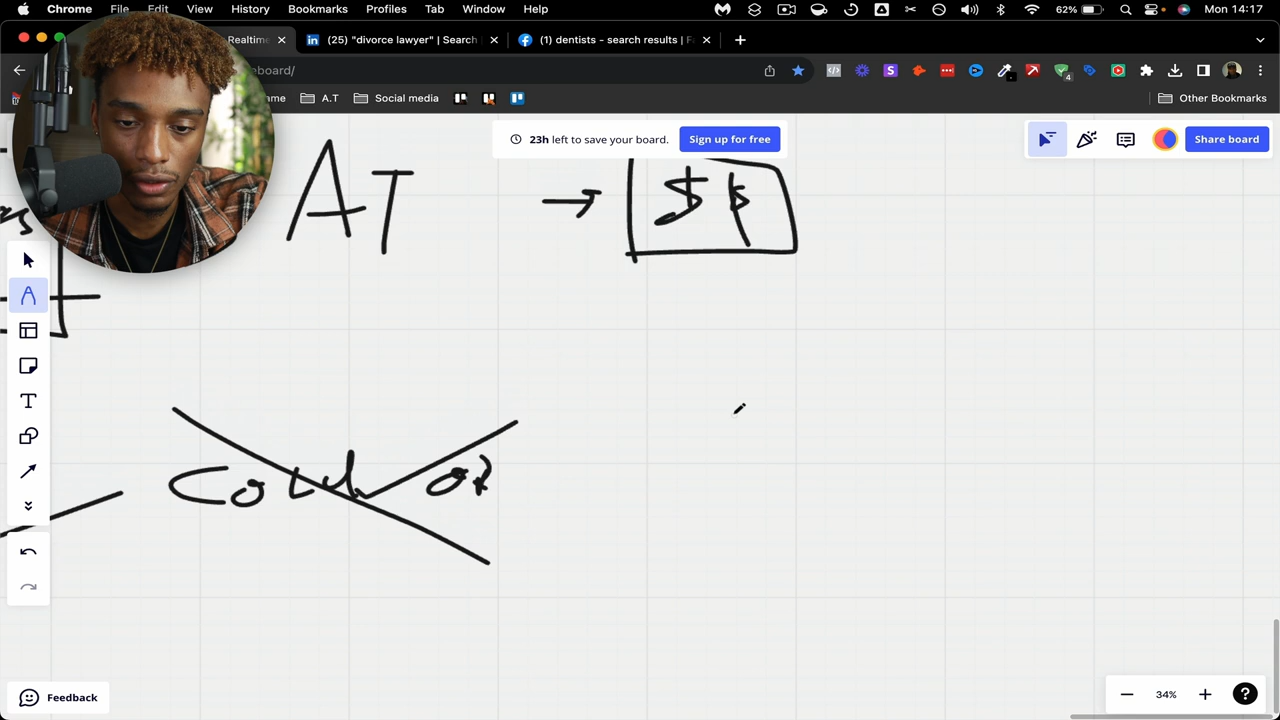 Chrome File Edit View History Bookmarks Profiles Tab Window Help 62% Mon 14:17
Realtime (25) "divorce lawyer" | Search (1) dentists - search results | F
eboard/
me A.T Social media Other Bookmarks
23h left to save your board. Sign up for free Share board
AT → $$
Cold
Feedback
34%